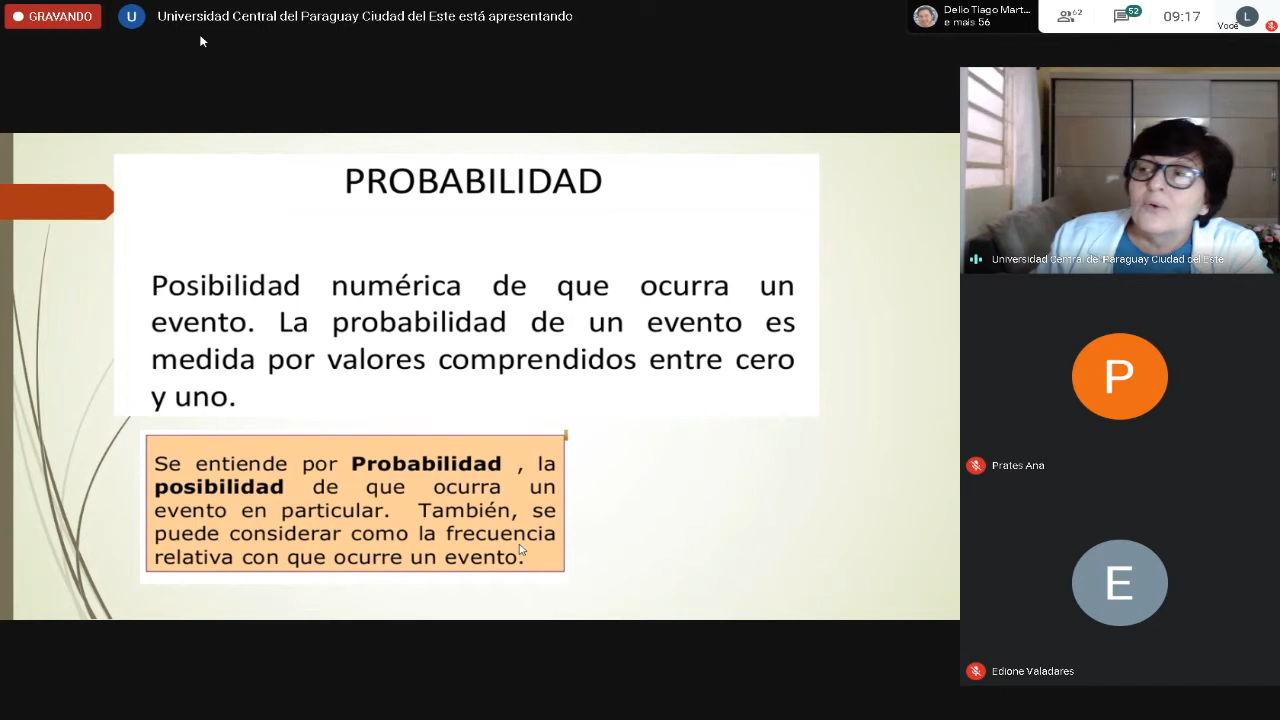 GRAVANDO
U
Universidad Central del Paraguay Ciudad del Este está apresentando
Delio Tiago Mart...
e mais 56
62
52
09:17
Você
L
PROBABILIDAD
Posibilidad numérica de que ocurra un
evento. La probabilidad de un evento es
medida por valores comprendidos entre cero
y uno.
Se entiende por Probabilidad , la
posibilidad de que ocurra un
evento en particular. También, se
puede considerar como la frecuencia
relativa con que ocurre un evento.
Universidad Central del Paraguay Ciudad del Este
P
Prates Ana
E
Edione Valadares